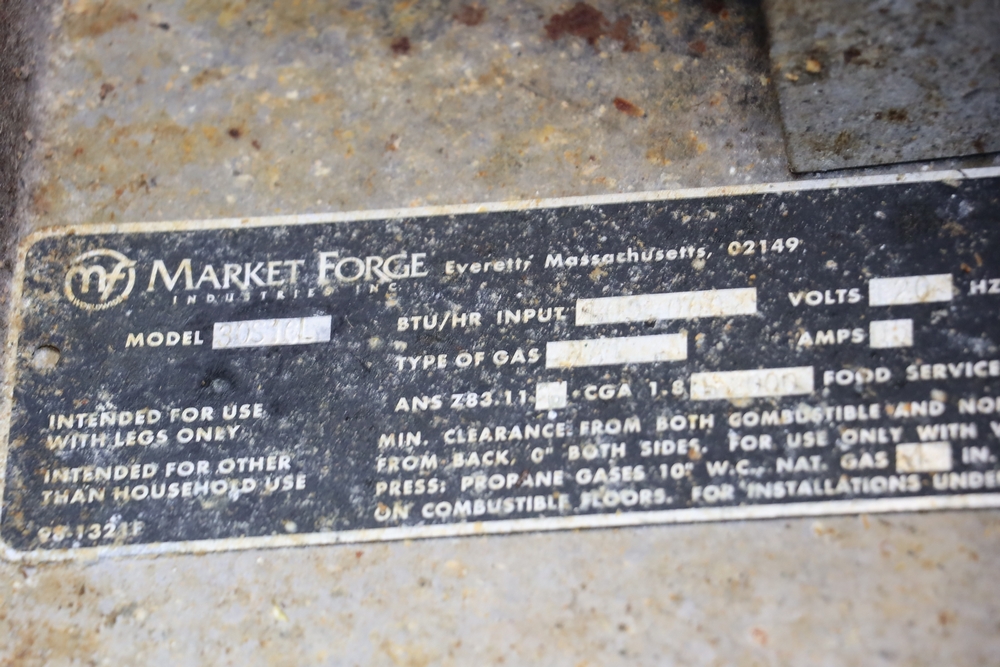 mf
WORLDWIDE
MARKET FORGE
INDUSTRIES INC
Everett, Massachusetts, 02149
MODEL
BTU/HR INPUT
VOLTS HZ
TYPE OF GAS
AMPS
ANS Z83.11 CGA 1.8 FOOD SERVICE
INTENDED FOR USE
WITH LEGS ONLY
INTENDED FOR OTHER
THAN HOUSEHOLD USE
MIN. CLEARANCE FROM BOTH COMBUSTIBLE AND
FROM BACK, 0" BOTH SIDES. FOR USE ONLY WITH
PRESS: PROPANE GASES 10" W.C., NAT. GAS IN.
ON COMBUSTIBLE FLOORS. FOR INSTALLATIONS UNDE